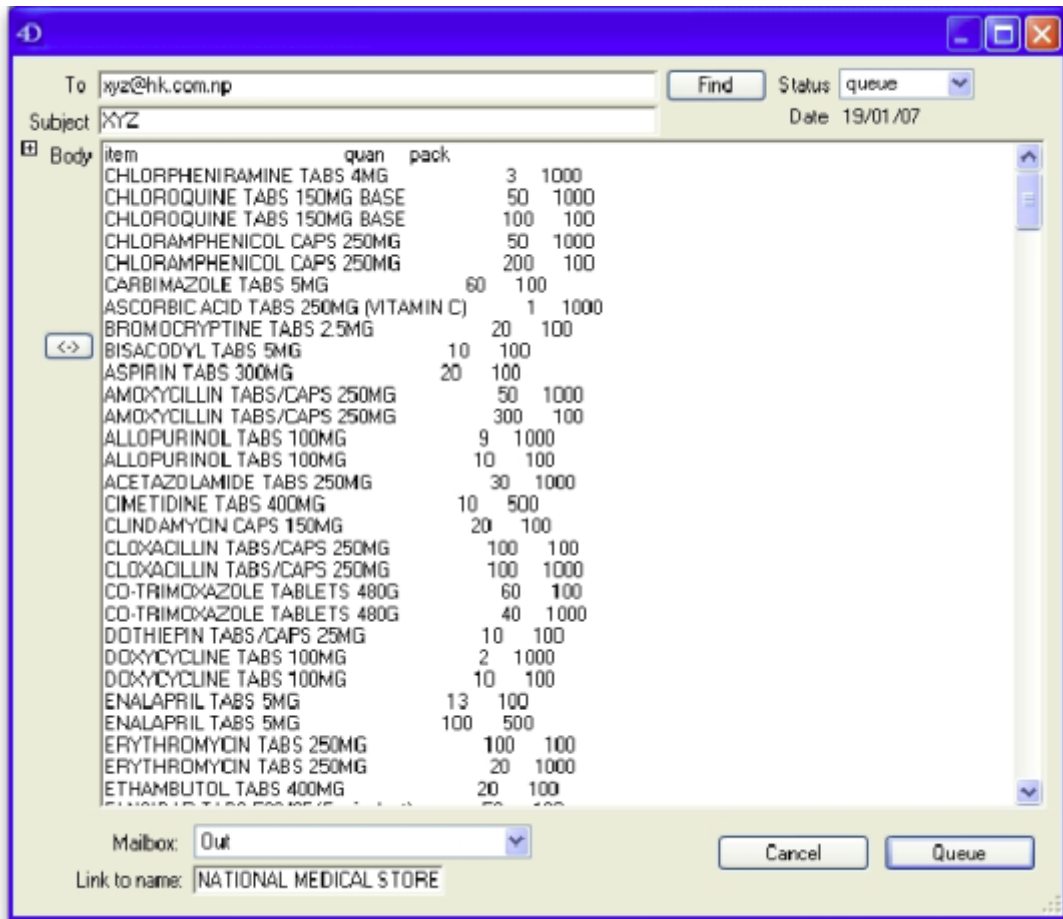 4D
To xyz@hk.com.np Find Status queue
Subject XYZ Date 19/01/07
Body item quan pack
CHLORPHENIRAMINE TABS 4MG 3 1000
CHLOROQUINE TABS 150MG BASE 50 1000
CHLOROQUINE TABS 150MG BASE 100 100
CHLORAMPHENICOL CAPS 250MG 50 1000
CHLORAMPHENICOL CAPS 250MG 200 100
CARBIMAZOLE TABS 5MG 60 100
ASCORBIC ACID TABS 250MG (VITAMIN C) 1 1000
BROMOCRYPTINE TABS 2.5MG 20 100
<-> BISACODYL TABS 5MG 10 100
ASPIRIN TABS 300MG 20 100
AMOXYCILLIN TABS/CAPS 250MG 50 1000
AMOXYCILLIN TABS/CAPS 250MG 300 100
ALLOPURINOL TABS 100MG 9 1000
ALLOPURINOL TABS 100MG 10 100
ACETAZOLAMIDE TABS 250MG 30 1000
CIMETIDINE TABS 400MG 10 500
CLINDAMYCIN CAPS 150MG 20 100
CLOXACILLIN TABS/CAPS 250MG 100 100
CLOXACILLIN TABS/CAPS 250MG 100 1000
CO-TRIMOXAZOLE TABLETS 480G 60 100
CO-TRIMOXAZOLE TABLETS 480G 40 1000
DOTHIEPIN TABS/CAPS 25MG 10 100
DOXYCYCLINE TABS 100MG 2 1000
DOXYCYCLINE TABS 100MG 10 100
ENALAPRIL TABS 5MG 13 100
ENALAPRIL TABS 5MG 100 500
ERYTHROMYCIN TABS 250MG 100 100
ERYTHROMYCIN TABS 250MG 20 1000
ETHAMBUTOL TABS 400MG 20 100
Mailbox: Out Cancel Queue
Link to name: NATIONAL MEDICAL STORE